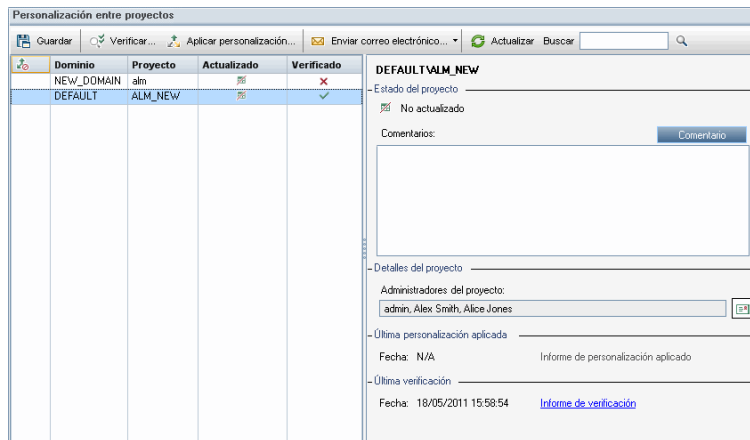 Personalización entre proyectos
Guardar Verificar... Aplicar personalización... Enviar correo electrónico... Actualizar Buscar
Dominio Proyecto Actualizado Verificado
NEW_DOMAIN alm
DEFAULT ALM_NEW
DEFAULT\ALM_NEW
Estado del proyecto
No actualizado
Comentarios:
Comentario
Detalles del proyecto
Administradores del proyecto:
admin, Alex Smith, Alice Jones
Última personalización aplicada
Fecha: N/A Informe de personalización aplicado
Última verificación
Fecha: 18/05/2011 15:58:54 Informe de verificación